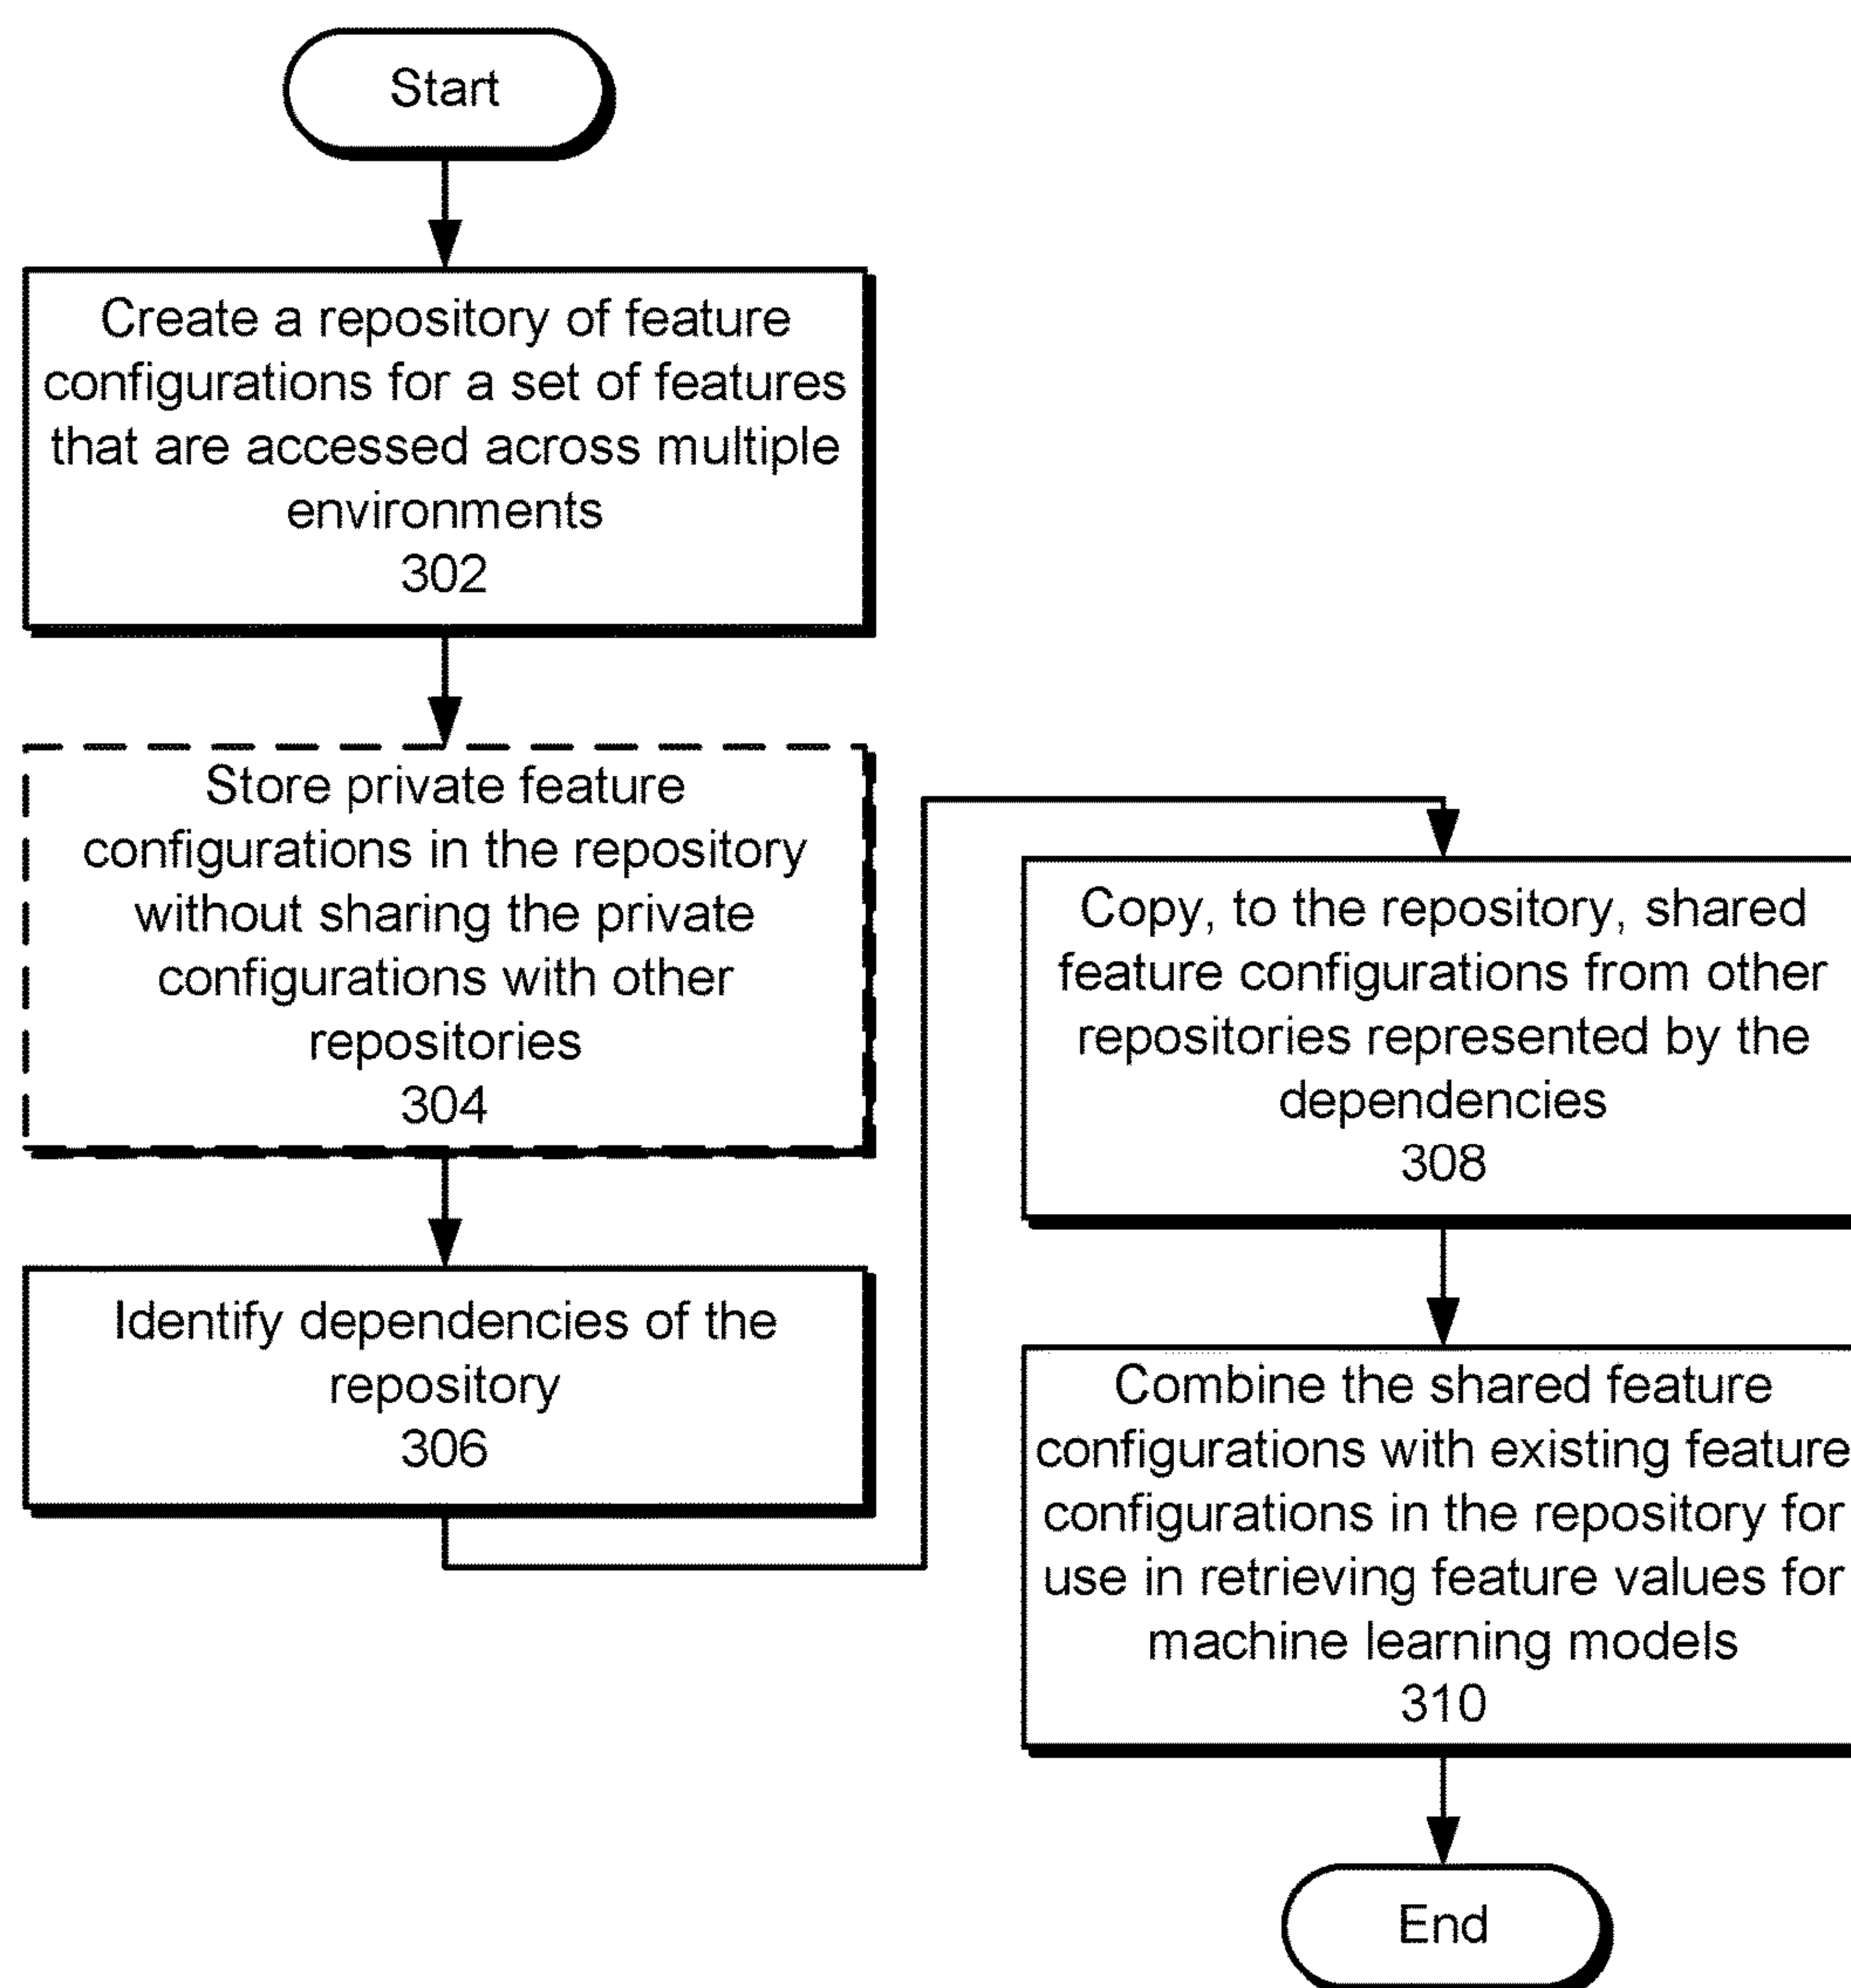 Start
Create a repository of feature
configurations for a set of features
that are accessed across multiple
environments
302
Store private feature
configurations in the repository
without sharing the private
configurations with other
repositories
304
Identify dependencies of the
repository
306
Copy, to the repository, shared
feature configurations from other
repositories represented by the
dependencies
308
Combine the shared feature
configurations with existing feature
configurations in the repository for
use in retrieving feature values for
machine learning models
310
End